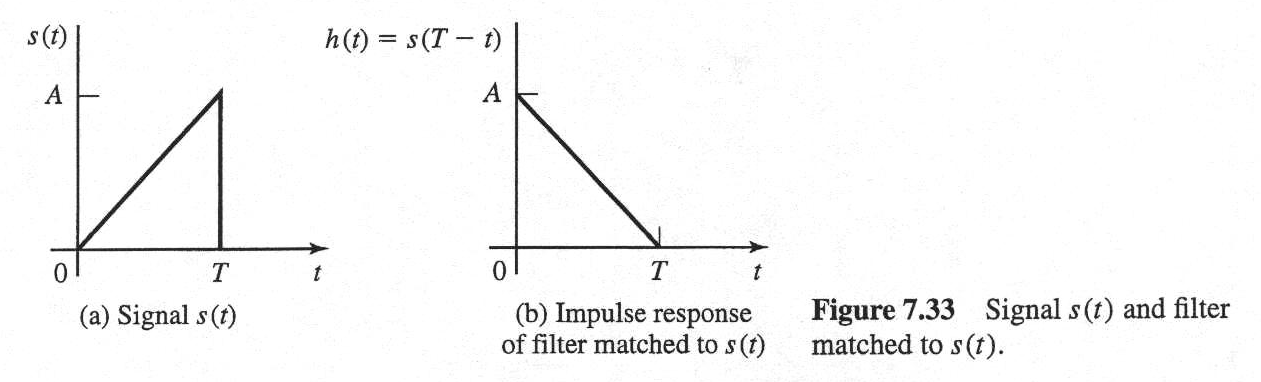 s(t)
A
0
T
t
(a) Signal s(t)
h(t) = s(T − t)
A
0
T
t
(b) Impulse response
of filter matched to s(t)
Figure 7.33 Signal s(t) and filter
matched to s(t).